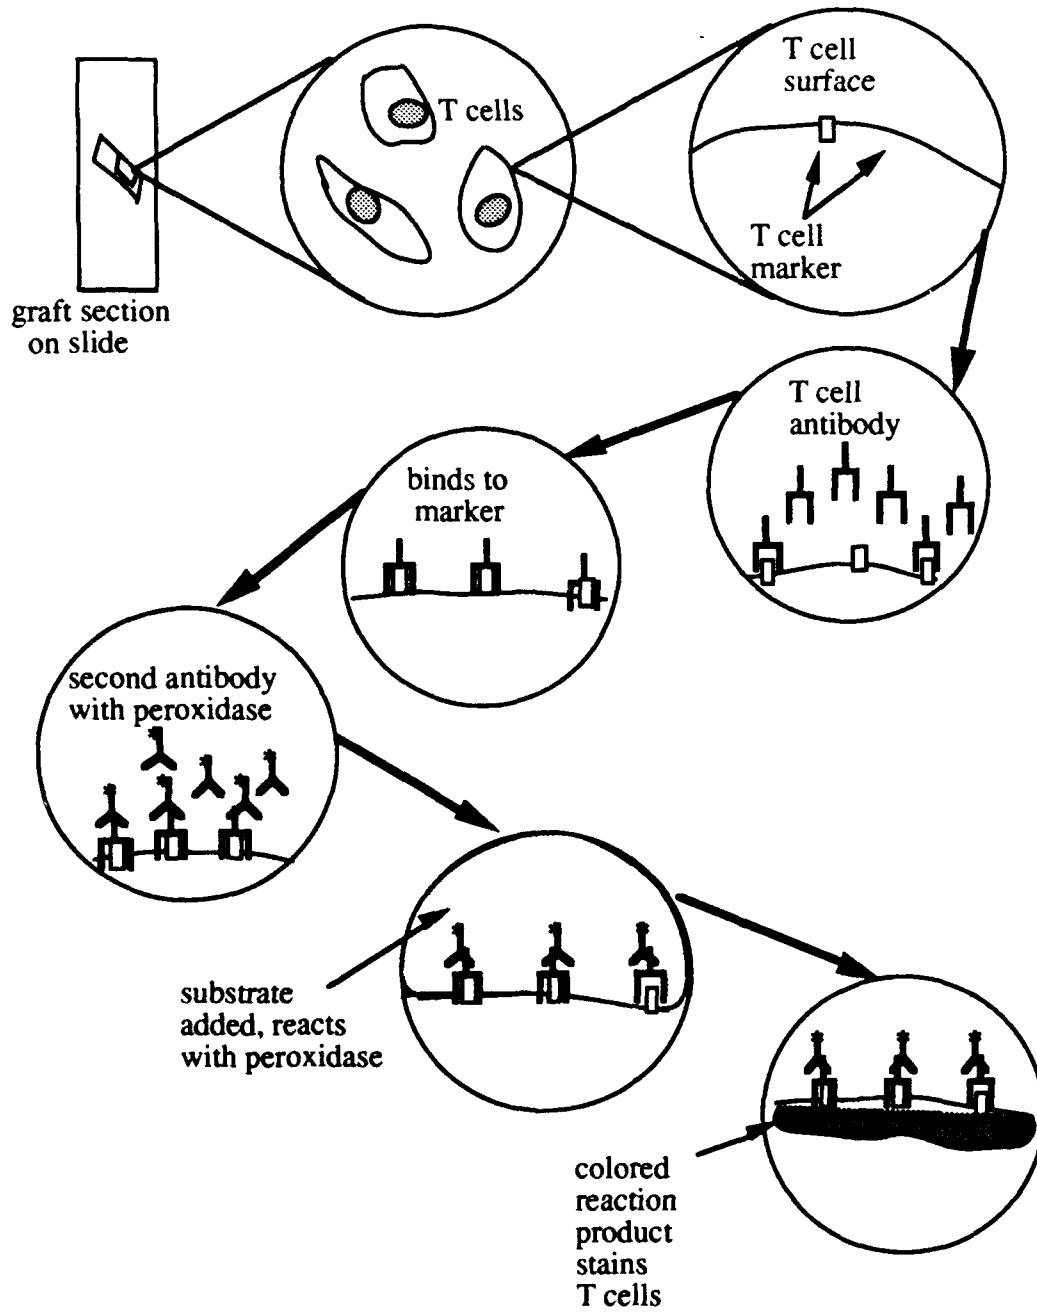 T cells
T cell
surface
T cell
marker
graft section
on slide
T cell
antibody
binds to
marker
second antibody
with peroxidase
substrate
added, reacts
with peroxidase
colored
reaction
product
stains
T cells